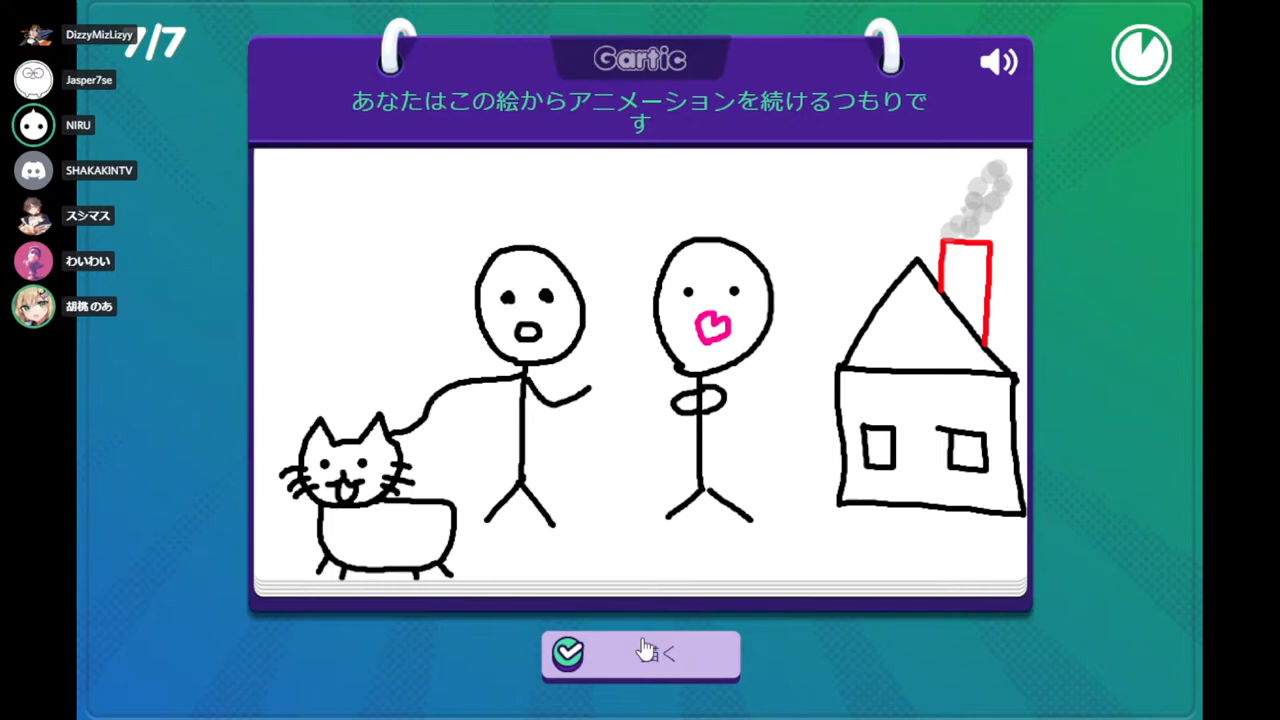 DizzyMizLizyy
7/7
Jasper7se
NIRU
SHAKAKINTV
スシマス
わいわい
胡桃 のあ
Gartic
あなたはこの絵からアニメーションを続けるつもりで
す
く